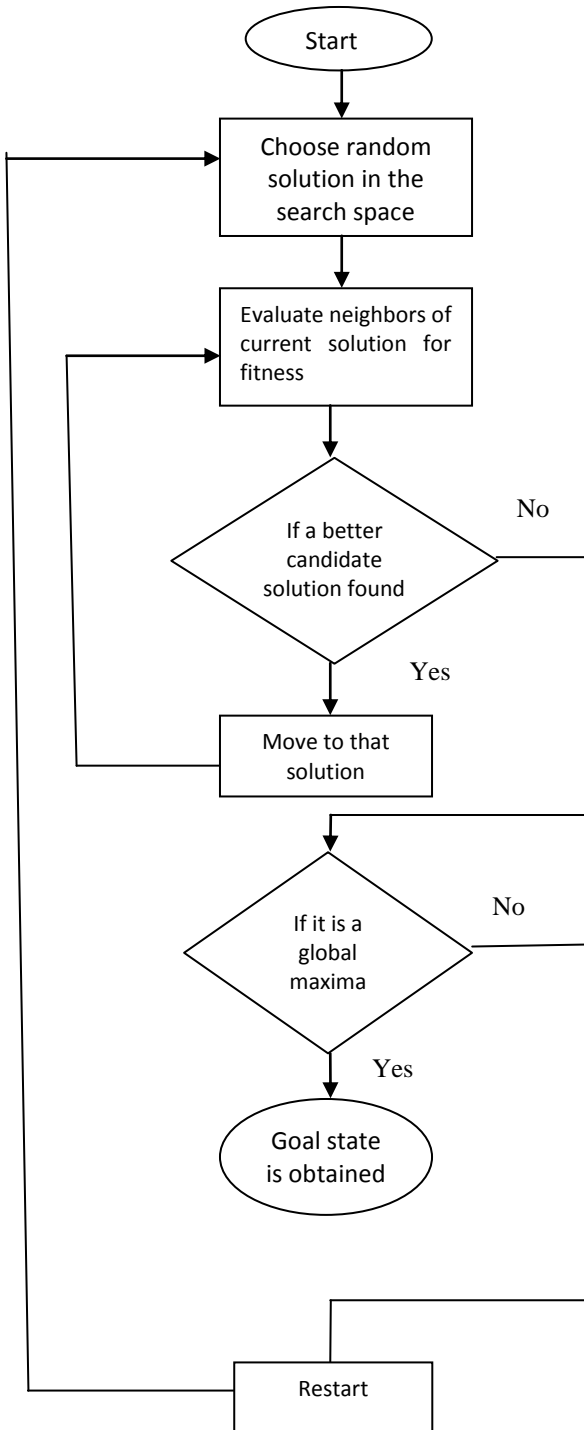 Start
Choose random
solution in the
search space
Evaluate neighbors of
current solution for
fitness
If a better
candidate
solution found
No
Yes
Move to that
solution
If it is a
global
maxima
No
Yes
Goal state
is obtained
Restart